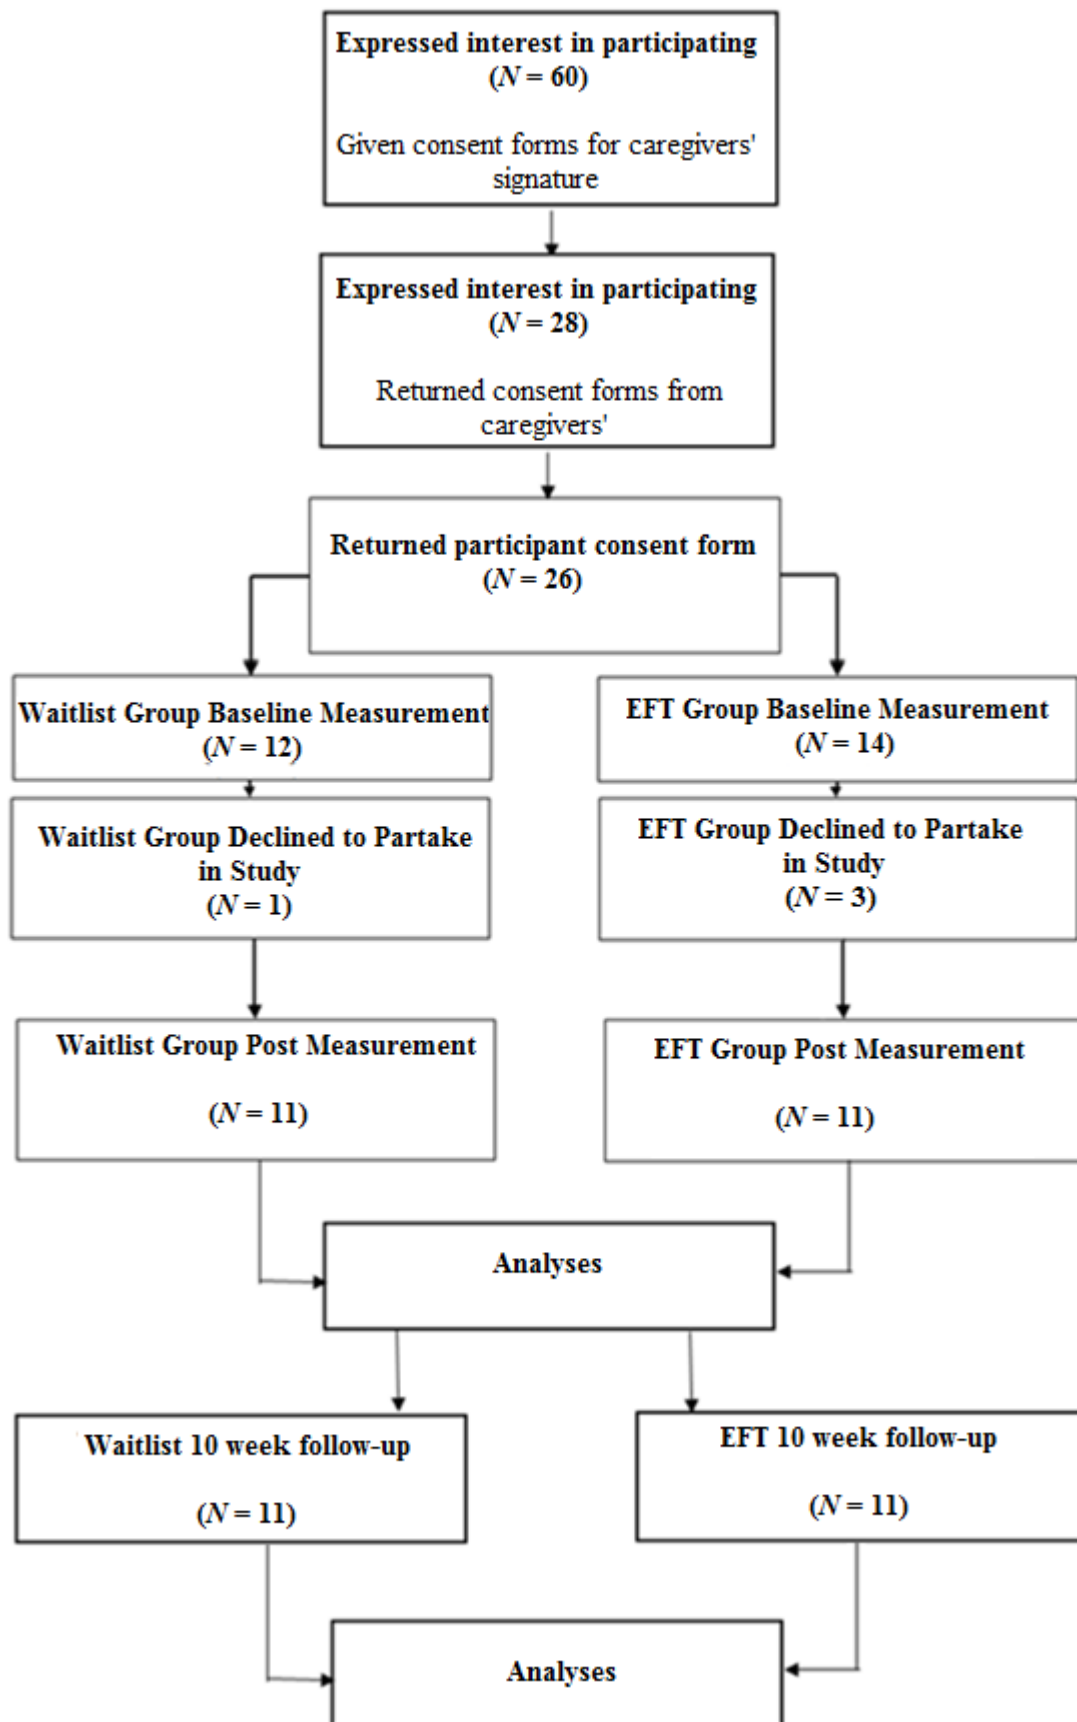 Expressed interest in participating
(N = 60)
Given consent forms for caregivers'
signature
Expressed interest in participating
(N = 28)
Returned consent forms from
caregivers'
Returned participant consent form
(N = 26)
Waitlist Group Baseline Measurement
(N = 12)
EFT Group Baseline Measurement
(N = 14)
Waitlist Group Declined to Partake
in Study
(N = 1)
EFT Group Declined to Partake
in Study
(N = 3)
Waitlist Group Post Measurement
(N = 11)
EFT Group Post Measurement
(N = 11)
Analyses
Waitlist 10 week follow-up
(N = 11)
EFT 10 week follow-up
(N = 11)
Analyses